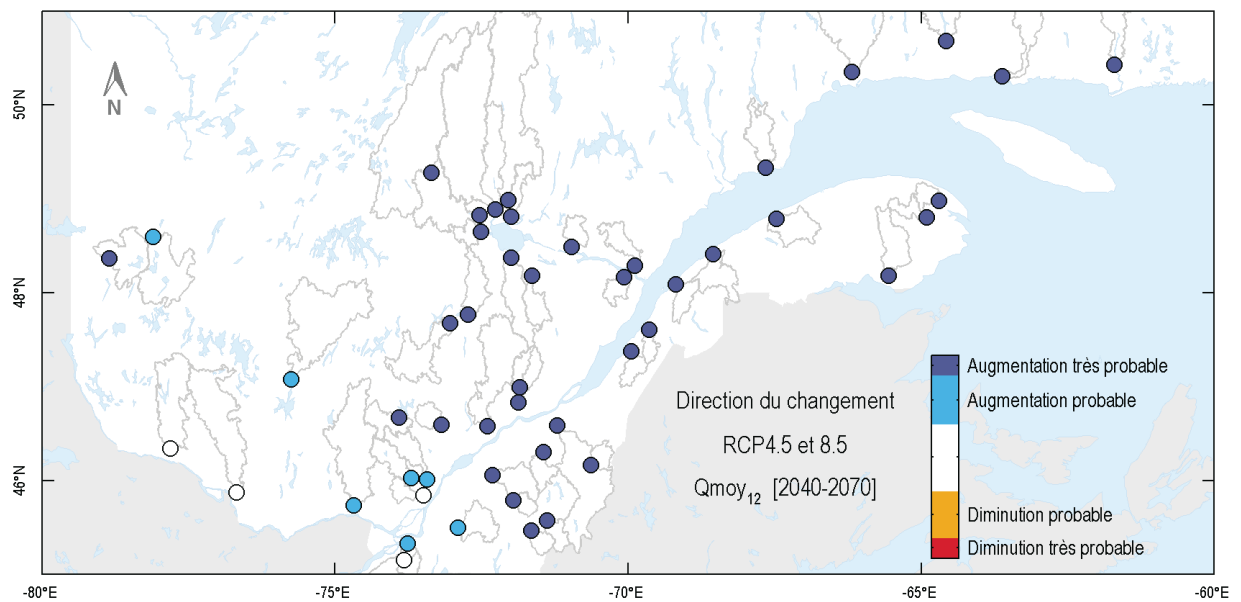 N
50°N
48°N
46°N
Direction du changement
RCP4.5 et 8.5
Qmoy12 [2040-2070]
Augmentation très probable
Augmentation probable
Diminution probable
Diminution très probable
-80°E
-75°E
-70°E
-65°E
-60°E